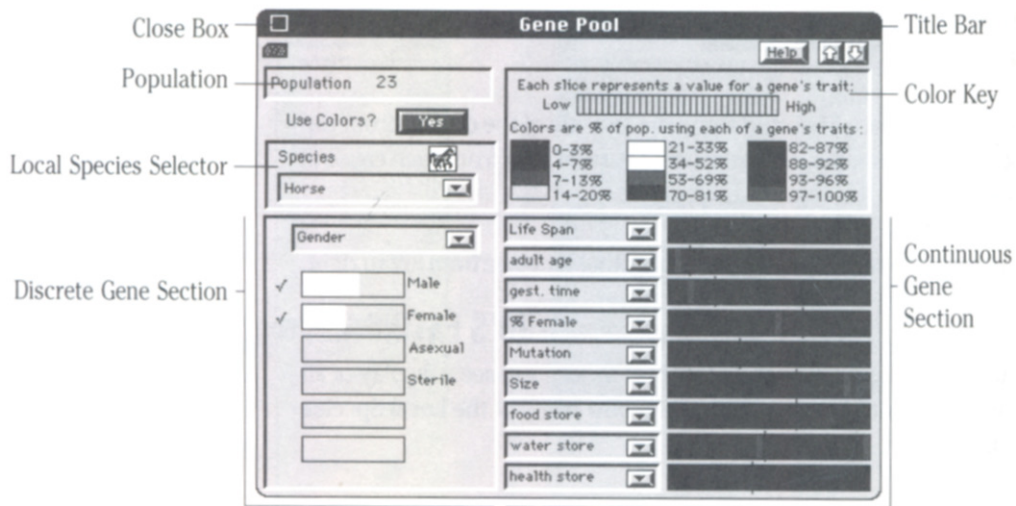 Close Box
Gene Pool
Title Bar
Help
Population
Population 23
Each slice represents a value for a gene's trait:
Low High
Color Key
Use Colors? Yes
Colors are % of pop. using each of a gene's traits:
0-3% 21-33% 82-87%
4-7% 34-52% 88-92%
7-13% 53-69% 93-96%
14-20% 70-81% 97-100%
Local Species Selector
Species
Horse
Discrete Gene Section
Gender
✓ Male
✓ Female
Asexual
Sterile
Life Span
adult age
gest. time
% Female
Mutation
Size
food store
water store
health store
Continuous
Gene
Section